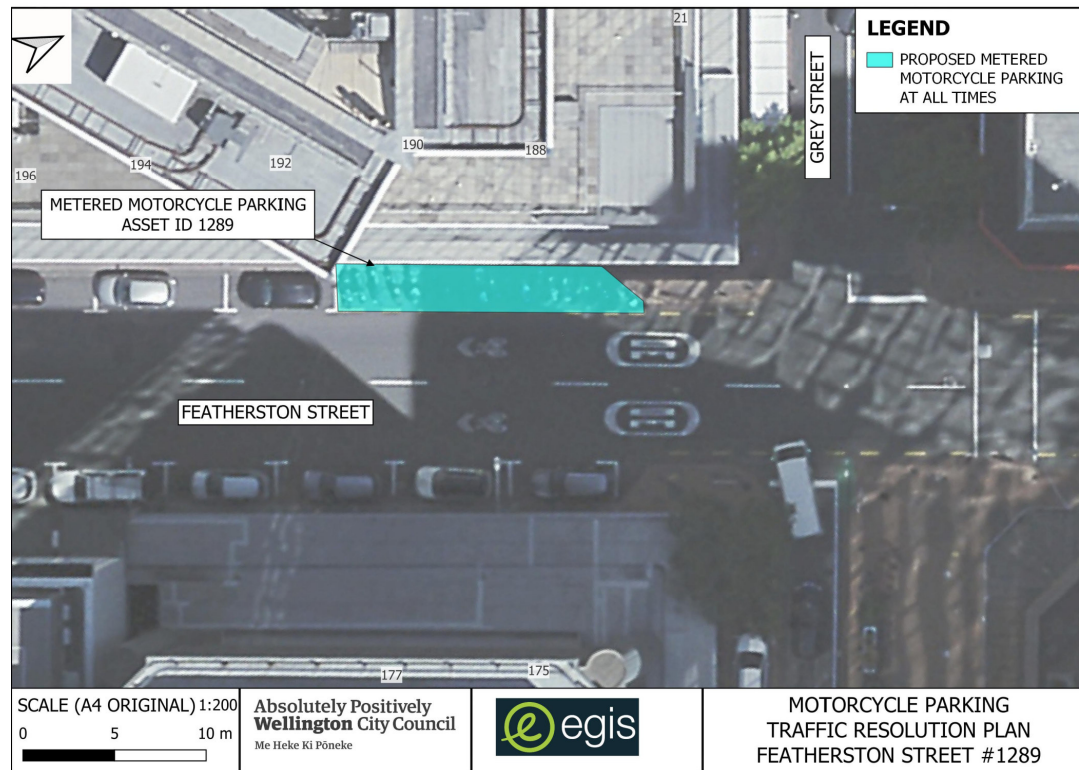 21
LEGEND
PROPOSED METERED
MOTORCYCLE PARKING
AT ALL TIMES
GREY STREET
190
188
194
192
196
METERED MOTORCYCLE PARKING
ASSET ID 1289
FEATHERSTON STREET
177
175
SCALE (A4 ORIGINAL) 1:200
0 5 10 m
Absolutely Positively
Wellington City Council
Me Heke Ki Pōneke
egis
MOTORCYCLE PARKING
TRAFFIC RESOLUTION PLAN
FEATHERSTON STREET #1289